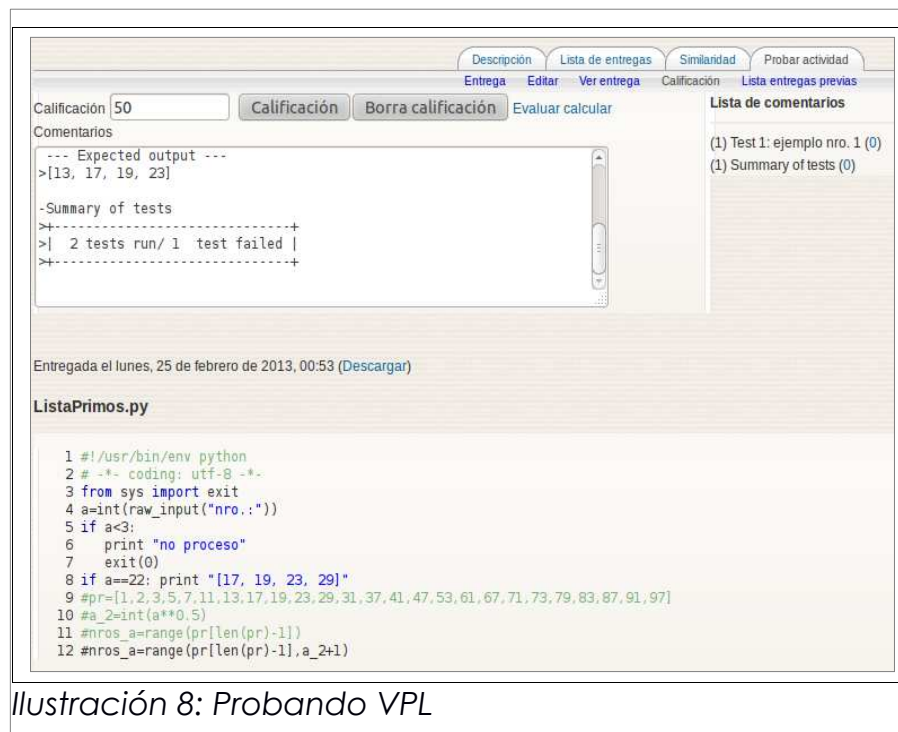 Descripción Lista de entregas Similaridad Probar actividad
Entrega Editar Ver entrega Calificación Lista entregas previas
Calificación 50 Calificación Borra calificación Evaluar calcular
Comentarios
--- Expected output ---
>[13, 17, 19, 23]
-Summary of tests
>+------------------------------+
>| 2 tests run/ 1 test failed |
>+------------------------------+
Lista de comentarios
(1) Test 1: ejemplo nro. 1 (0)
(1) Summary of tests (0)
Entregada el lunes, 25 de febrero de 2013, 00:53 (Descargar)
ListaPrimos.py
1 #!/usr/bin/env python
2 # -*- coding: utf-8 -*-
3 from sys import exit
4 a=int(raw_input("nro.:"))
5 if a<3:
6 print "no proceso"
7 exit(0)
8 if a==22: print "[17, 19, 23, 29]"
9 #pr=[1,2,3,5,7,11,13,17,19,23,29,31,37,41,47,53,61,67,71,73,79,83,87,91,97]
10 #a_2=int(a**0.5)
11 #nros_a=range(pr[len(pr)-1])
12 #nros_a=range(pr[len(pr)-1],a_2+1)
Ilustración 8: Probando VPL